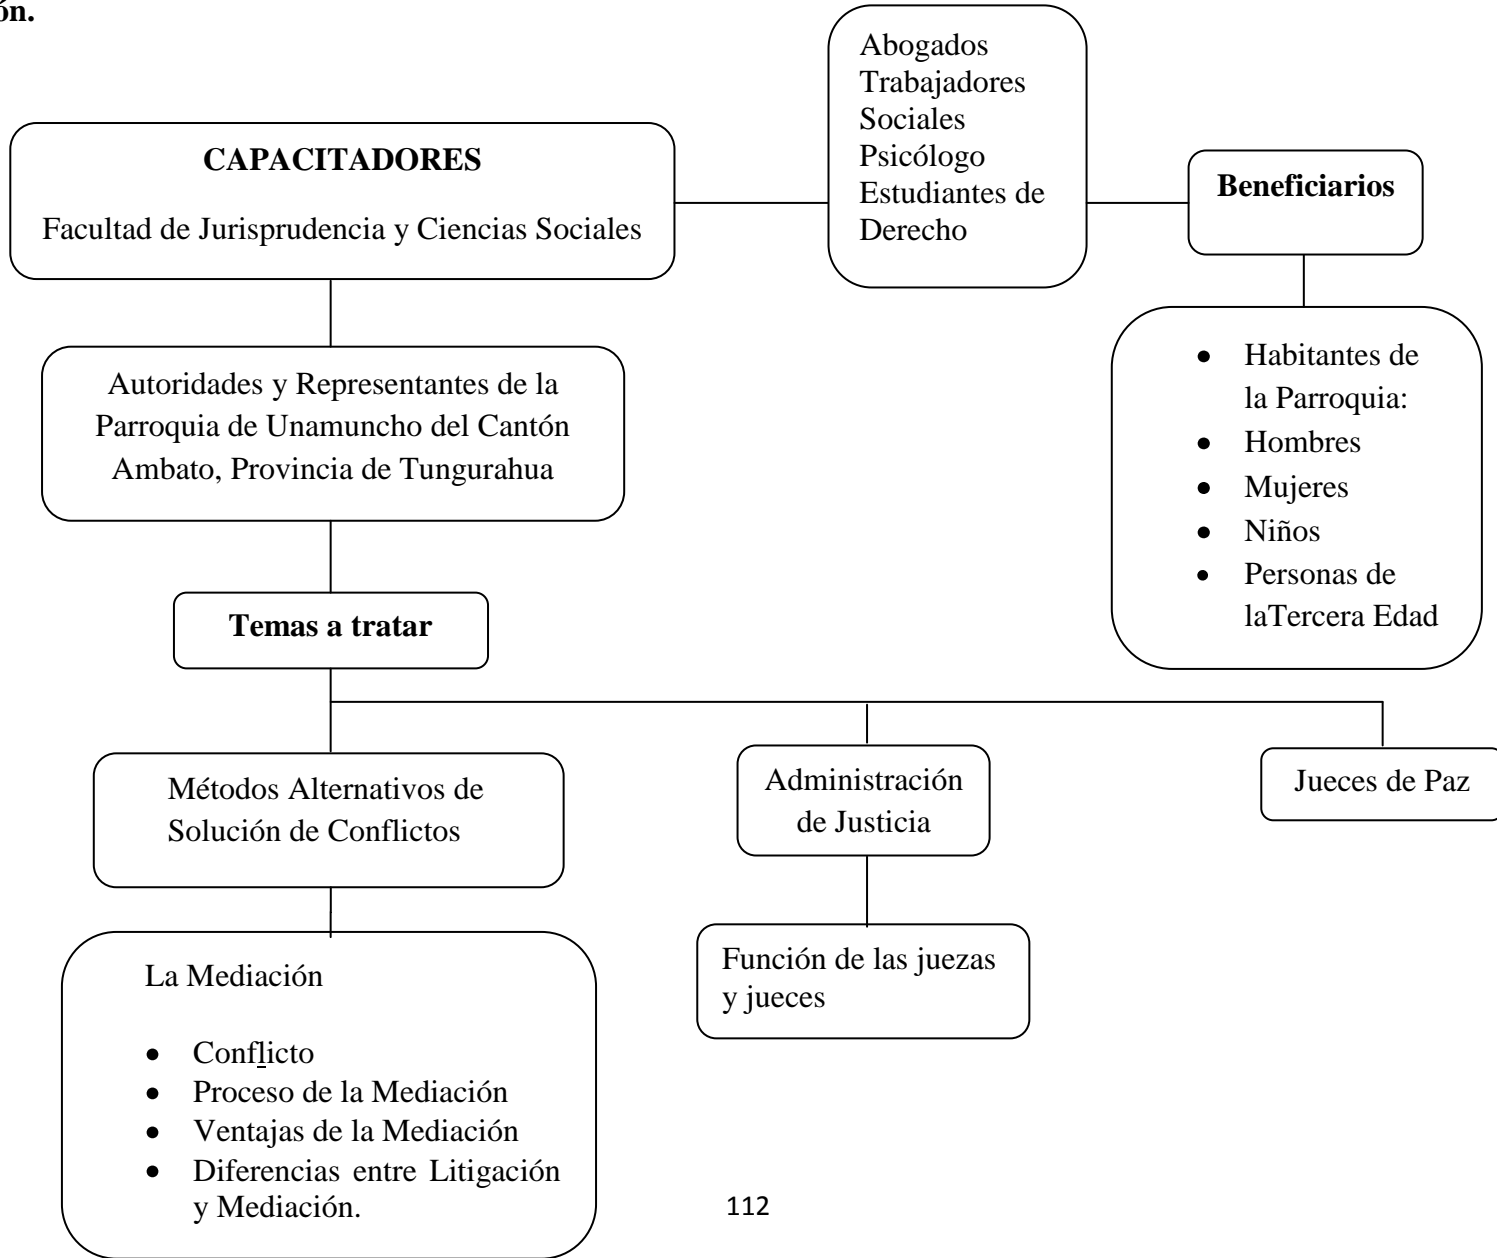 ón.
Abogados
Trabajadores
Sociales
Psicólogo
Estudiantes de
Derecho
CAPACITADORES
Facultad de Jurisprudencia y Ciencias Sociales
Beneficiarios
• Habitantes de
la Parroquia:
• Hombres
• Mujeres
• Niños
• Personas de
laTercera Edad
Autoridades y Representantes de la
Parroquia de Unamuncho del Cantón
Ambato, Provincia de Tungurahua
Temas a tratar
Métodos Alternativos de
Solución de Conflictos
Administración
de Justicia
Jueces de Paz
La Mediación
• Conflicto
• Proceso de la Mediación
• Ventajas de la Mediación
• Diferencias entre Litigación
y Mediación.
Función de las juezas
y jueces
112